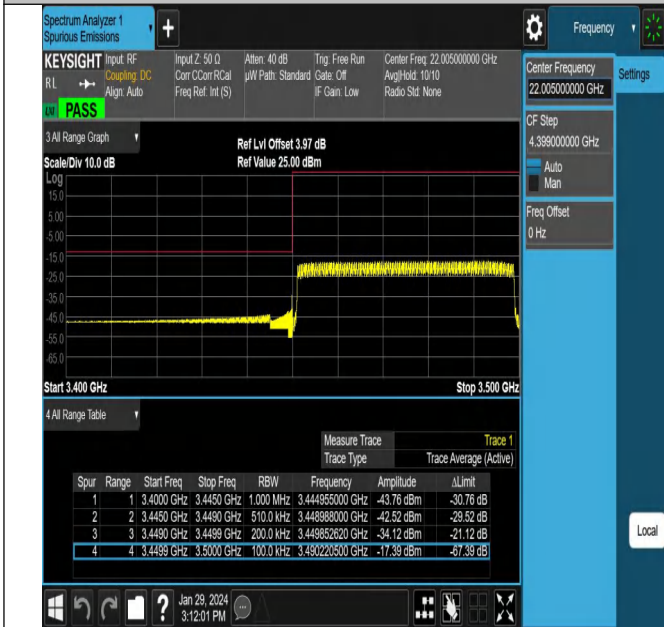 Spectrum Analyzer 1
Spurious Emissions
Frequency
KEYSIGHT
RL
Input: RF
Coupling: DC
Align: Auto
Input Z: 50 Ω
Corr CCorr RCal
Freq Ref: Int (S)
Atten: 40 dB
µW Path: Standard
Trig: Free Run
Gate: Off
IF Gain: Low
Center Freq: 22.005000000 GHz
Avg|Hold: 10/10
Radio Std: None
PASS
Center Frequency
22.005000000 GHz
Settings
CF Step
4.399000000 GHz
Auto
Man
Freq Offset
0 Hz
3 All Range Graph
Scale/Div 10.0 dB
Ref Lvl Offset 3.97 dB
Ref Value 25.00 dBm
Log
15.0
5.00
-5.00
-15.0
-25.0
-35.0
-45.0
-55.0
-65.0
Start 3.400 GHz
Stop 3.500 GHz
4 All Range Table
Measure Trace Trace 1
Trace Type Trace Average (Active)
Spur Range Start Freq Stop Freq RBW Frequency Amplitude ΔLimit
1 1 3.4000 GHz 3.4450 GHz 1.000 MHz 3.444955000 GHz -43.76 dBm -30.76 dB
2 2 3.4450 GHz 3.4490 GHz 510.0 kHz 3.448988000 GHz -42.52 dBm -29.52 dB
3 3 3.4490 GHz 3.4499 GHz 200.0 kHz 3.449852620 GHz -34.12 dBm -21.12 dB
4 4 3.4499 GHz 3.5000 GHz 100.0 kHz 3.490220500 GHz -17.39 dBm -67.39 dB
Local
Jan 29, 2024
3:12:01 PM